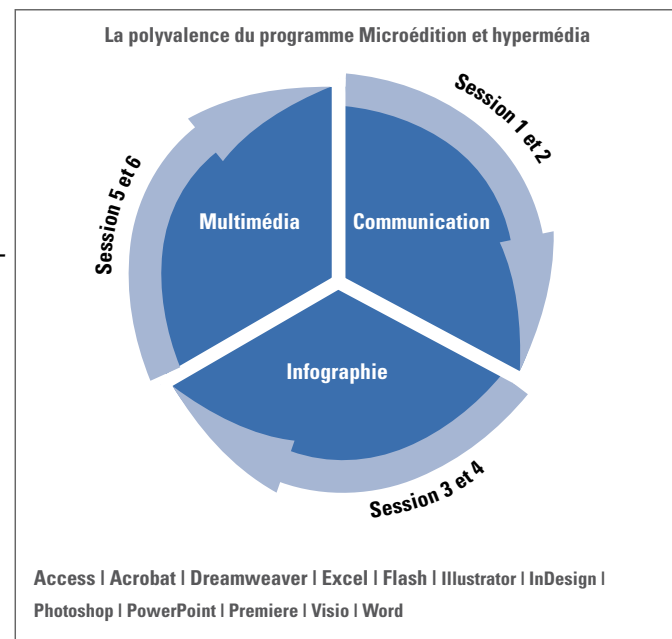 La polyvalence du programme Microédition et hypermédia
Session 1 et 2
Session 5 et 6
Multimédia
Communication
Infographie
Session 3 et 4
Access | Acrobat | Dreamweaver | Excel | Flash | Illustrator | InDesign |
Photoshop | PowerPoint | Premiere | Visio | Word